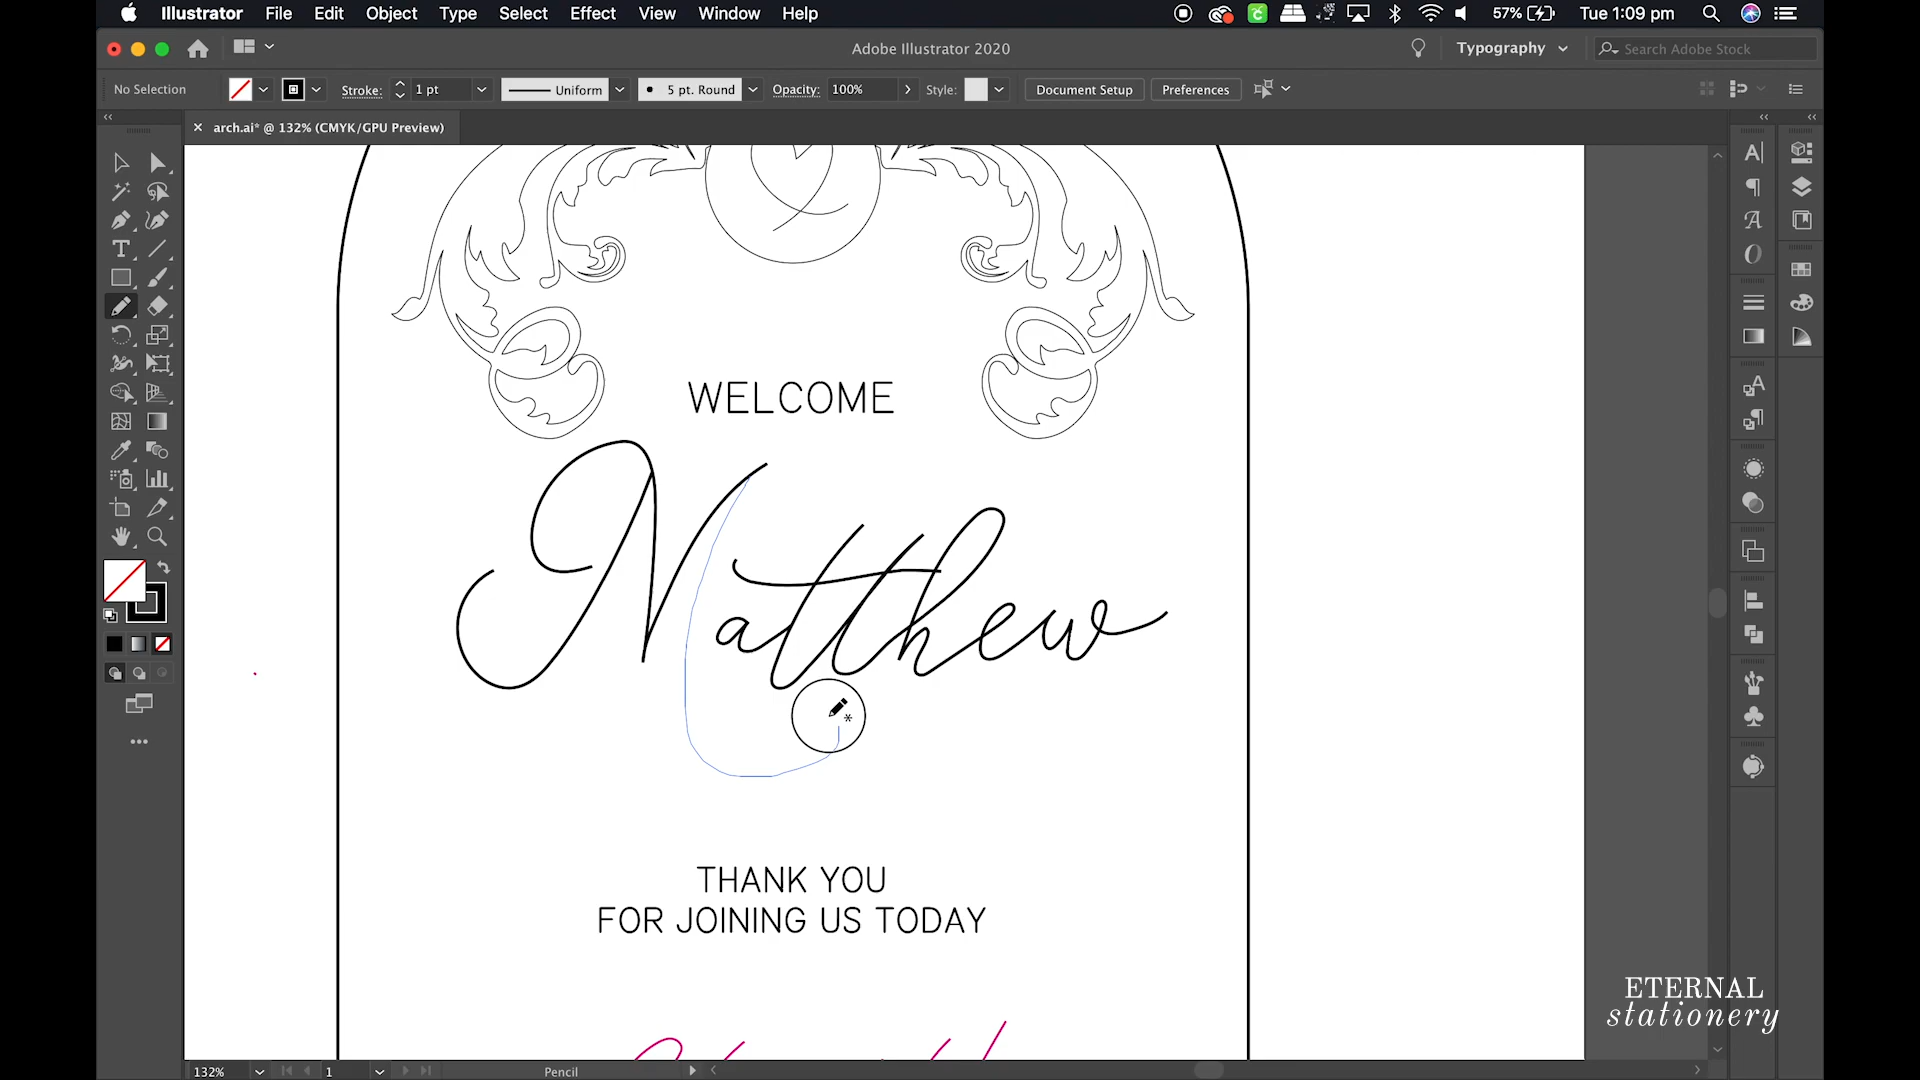 Illustrator File Edit Object Type Select Effect View Window Help
57% Tue 1:09 pm
Adobe Illustrator 2020
Typography
Search Adobe Stock
No Selection
Stroke: 1 pt
Uniform
5 pt. Round
Opacity: 100%
Style:
Document Setup
Preferences
arch.ai* @ 132% (CMYK/GPU Preview)
WELCOME
Matthew
THANK YOU
FOR JOINING US TODAY
ETERNAL
stationery
132%
1
Pencil